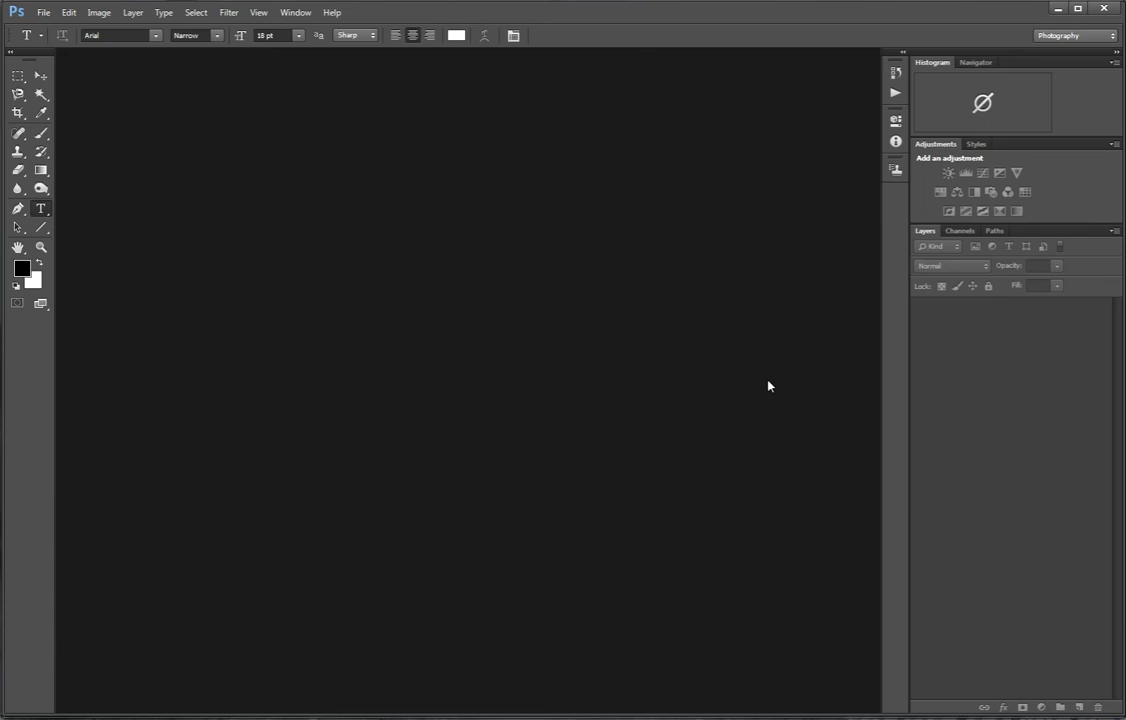 Ps File Edit Image Layer Type Select Filter View Window Help
T Arial Narrow 18 pt Sharp Photography
Histogram Navigator
Adjustments Styles
Add an adjustment
Layers Channels Paths
Kind
Normal Opacity:
Lock: Fill:
fx